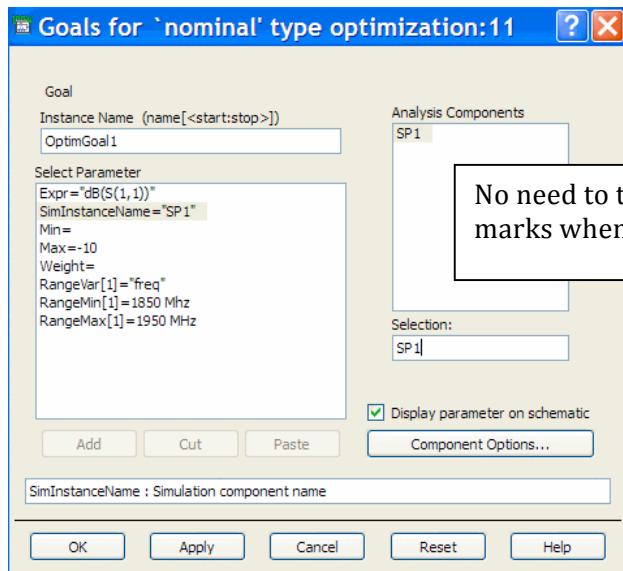 Goals for `nominal' type optimization:11
Goal
Instance Name (name[<start:stop>])
OptimGoal1
Select Parameter
Expr="dB(S(1,1))"
SimInstanceName="SP1"
Min=
Max=-10
Weight=
RangeVar[1]="freq"
RangeMin[1]=1850 Mhz
RangeMax[1]=1950 MHz
Add
Cut
Paste
Analysis Components
SP1
No need to t
marks when
Selection:
SP1
Display parameter on schematic
Component Options...
SimInstanceName : Simulation component name
OK
Apply
Cancel
Reset
Help